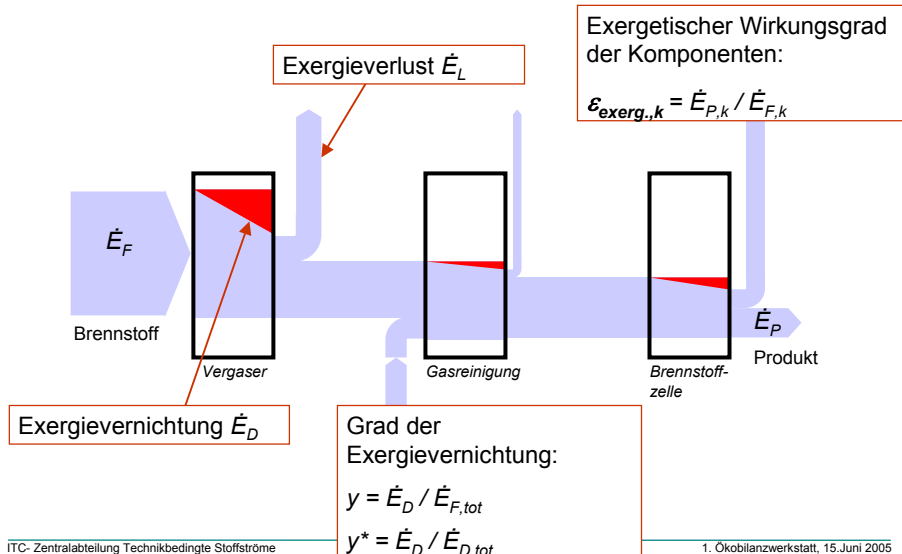 Exergetischer Wirkungsgrad
der Komponenten:
ε_exerg.,k = Ė_P,k / Ė_F,k
Exergieverlust Ė_L
Ė_F
Brennstoff
Vergaser
Gasreinigung
Brennstoff-
zelle
Ė_P
Produkt
Exergievernichtung Ė_D
Grad der
Exergievernichtung:
y = Ė_D / Ė_F,tot
y* = Ė_D / Ė_D,tot
ITC- Zentralabteilung Technikbedingte Stoffströme
1. Ökobilanzwerkstatt, 15.Juni 2005